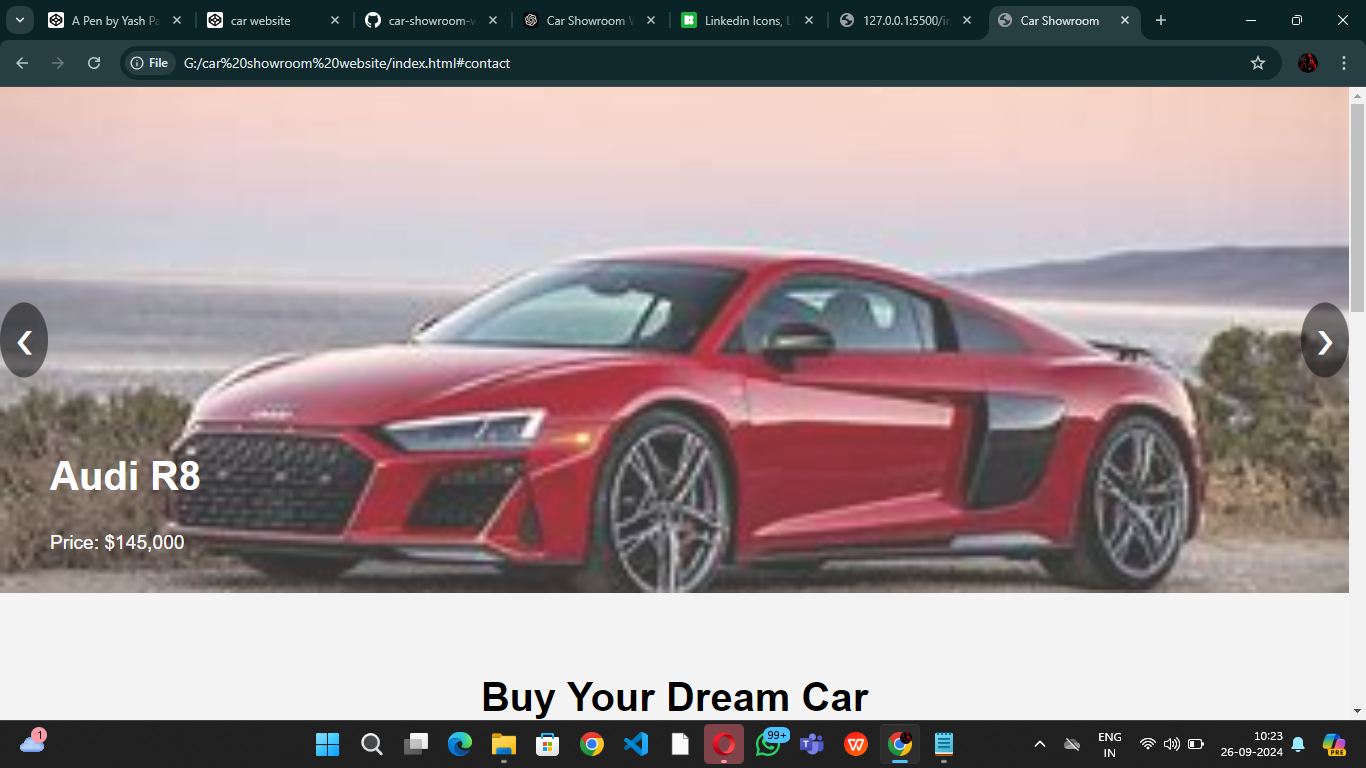 A Pen by Yash Pa
car website
car-showroom-w
Car Showroom W
Linkedin Icons, L
127.0.0.1:5500/in
Car Showroom
File
G:/car%20showroom%20website/index.html#contact
❮
❯
Audi R8
Price: $145,000
Buy Your Dream Car
1
99+
ENG
IN
10:23
26-09-2024
PRE